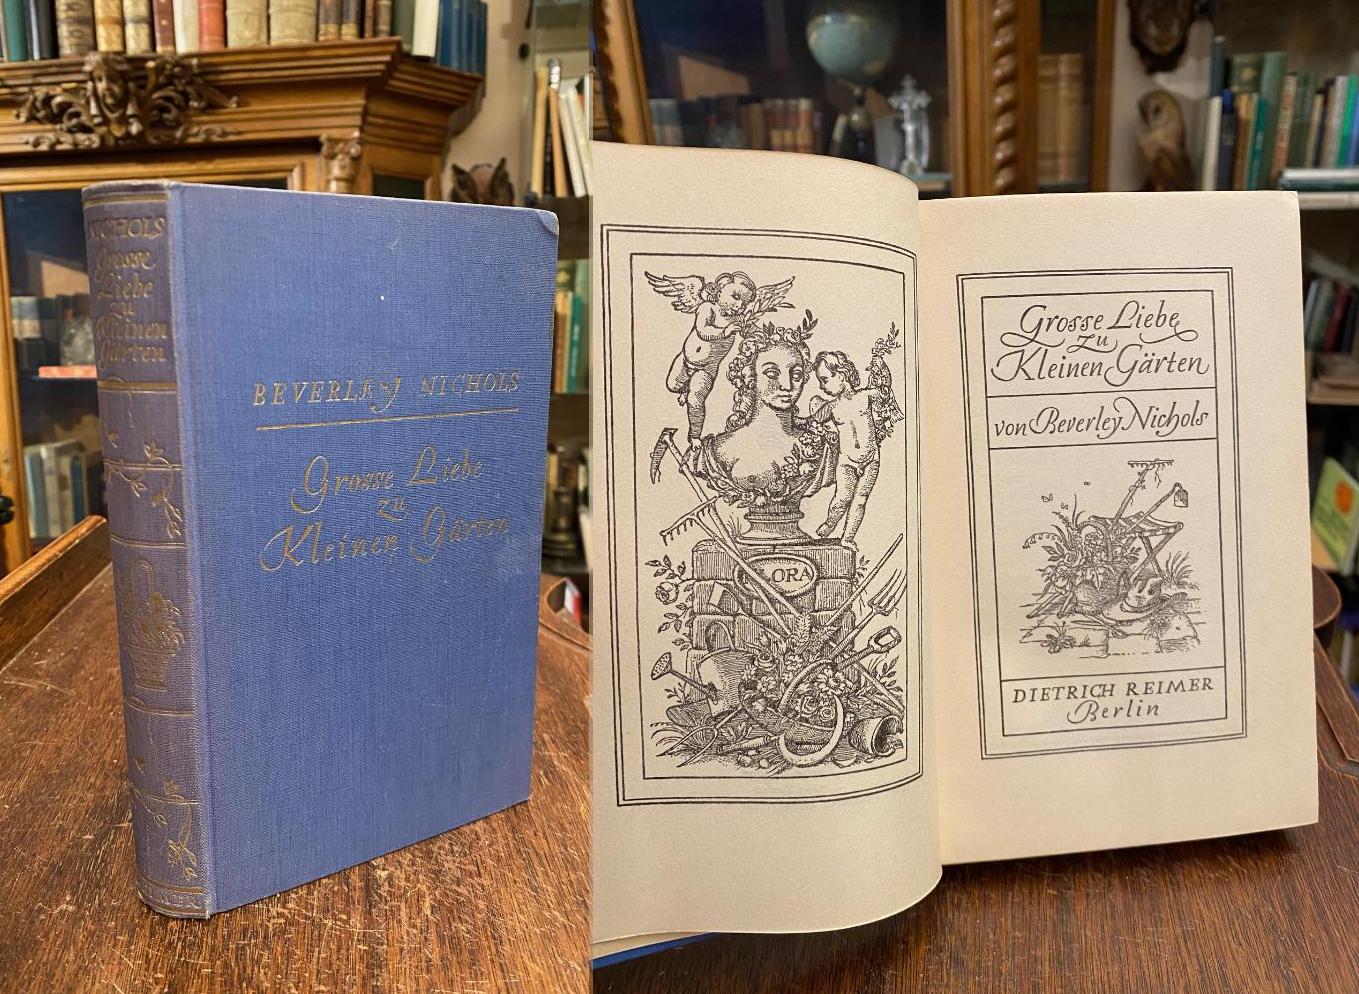 NICHOLS
Grosse
Liebe
zu
Kleinen
Gärten
BEVERLEY NICHOLS
Grosse Liebe
zu
Kleinen Gärten
FLORA
Grosse Liebe
zu
Kleinen Gärten
von Beverley Nichols
DIETRICH REIMER
Berlin